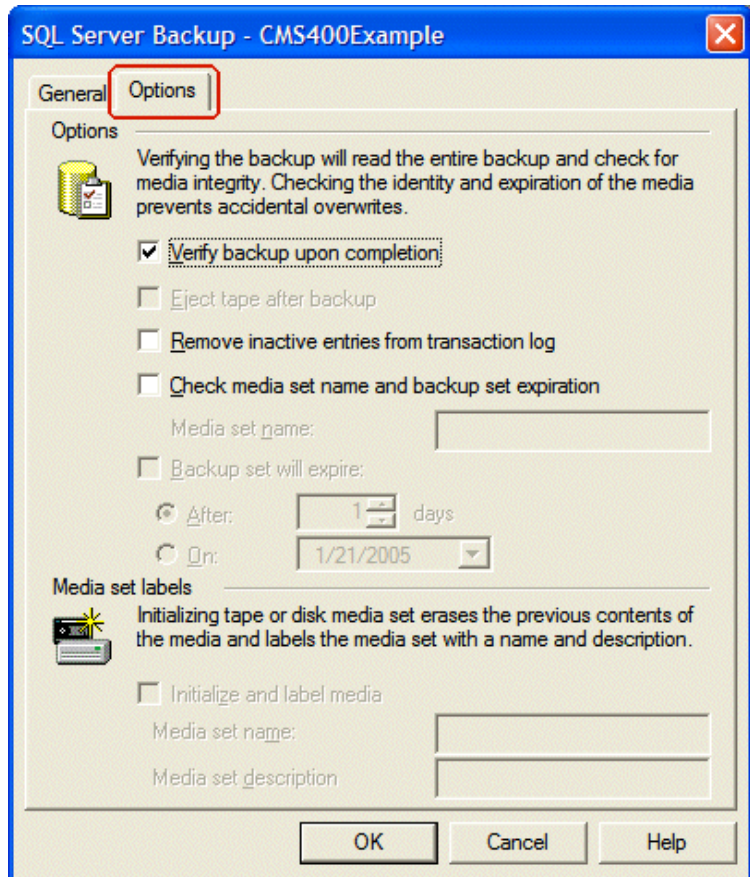 SQL Server Backup - CMS400Example
General
Options
Options
Verifying the backup will read the entire backup and check for
media integrity. Checking the identity and expiration of the media
prevents accidental overwrites.
Verify backup upon completion
Eject tape after backup
Remove inactive entries from transaction log
Check media set name and backup set expiration
Media set name:
Backup set will expire:
After: 1 days
On: 1/21/2005
Media set labels
Initializing tape or disk media set erases the previous contents of
the media and labels the media set with a name and description.
Initialize and label media
Media set name:
Media set description
OK Cancel Help